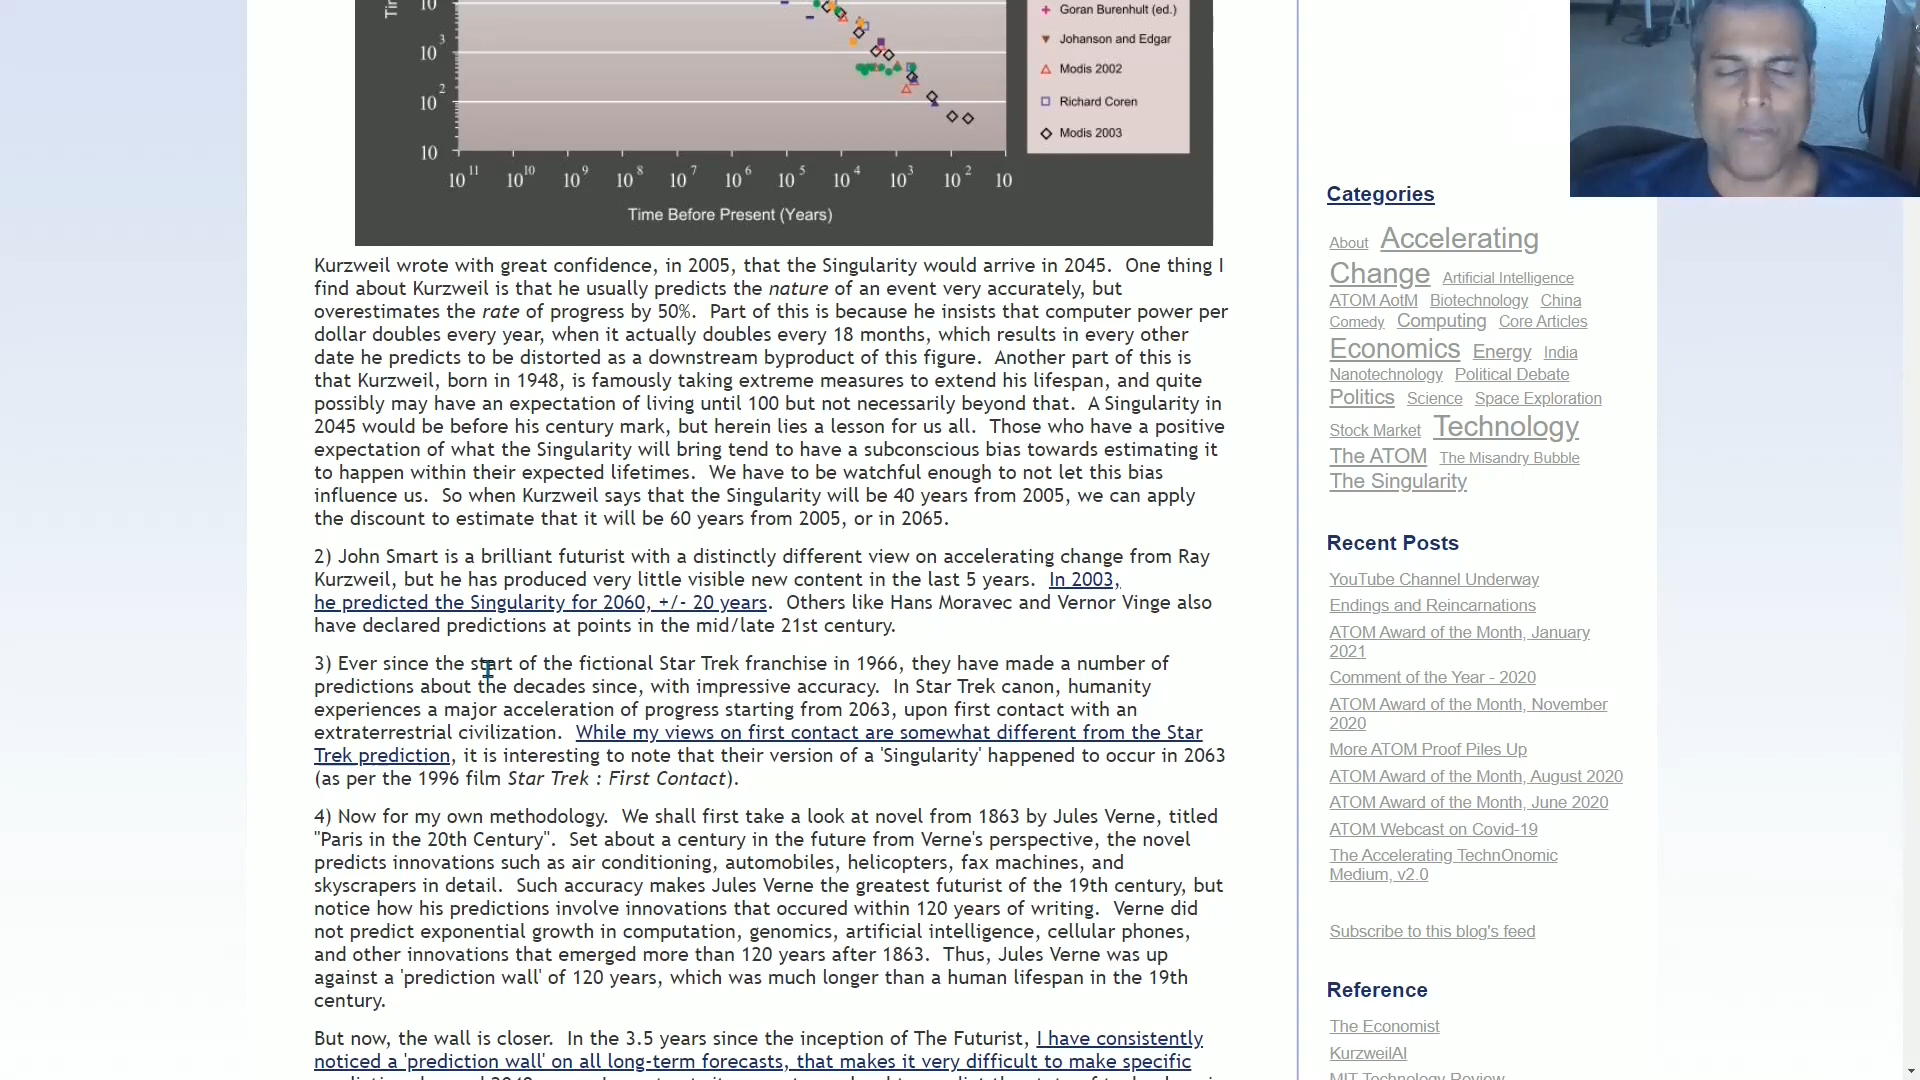 Goran Burenhult (ed.)
10
10 3
Johanson and Edgar
Modis 2002
10 2
Richard Coren
Modis 2003
10
10 11 10 10 10 9 10 8 10 7 10 6 10 5 10 4 10 3 10 2 10
Time Before Present (Years)
Kurzweil wrote with great confidence, in 2005, that the Singularity would arrive in 2045. One thing I
find about Kurzweil is that he usually predicts the nature of an event very accurately, but
overestimates the rate of progress by 50%. Part of this is because he insists that computer power per
dollar doubles every year, when it actually doubles every 18 months, which results in every other
date he predicts to be distorted as a downstream byproduct of this figure. Another part of this is
that Kurzweil, born in 1948, is famously taking extreme measures to extend his lifespan, and quite
possibly may have an expectation of living until 100 but not necessarily beyond that. A Singularity in
2045 would be before his century mark, but herein lies a lesson for us all. Those who have a positive
expectation of what the Singularity will bring tend to have a subconscious bias towards estimating it
to happen within their expected lifetimes. We have to be watchful enough to not let this bias
influence us. So when Kurzweil says that the Singularity will be 40 years from 2005, we can apply
the discount to estimate that it will be 60 years from 2005, or in 2065.
2) John Smart is a brilliant futurist with a distinctly different view on accelerating change from Ray
Kurzweil, but he has produced very little visible new content in the last 5 years. In 2003,
he predicted the Singularity for 2060, +/- 20 years. Others like Hans Moravec and Vernor Vinge also
have declared predictions at points in the mid/late 21st century.
3) Ever since the start of the fictional Star Trek franchise in 1966, they have made a number of
predictions about the decades since, with impressive accuracy. In Star Trek canon, humanity
experiences a major acceleration of progress starting from 2063, upon first contact with an
extraterrestrial civilization. While my views on first contact are somewhat different from the Star
Trek prediction, it is interesting to note that their version of a 'Singularity' happened to occur in 2063
(as per the 1996 film Star Trek : First Contact).
4) Now for my own methodology. We shall first take a look at novel from 1863 by Jules Verne, titled
"Paris in the 20th Century". Set about a century in the future from Verne's perspective, the novel
predicts innovations such as air conditioning, automobiles, helicopters, fax machines, and
skyscrapers in detail. Such accuracy makes Jules Verne the greatest futurist of the 19th century, but
notice how his predictions involve innovations that occured within 120 years of writing. Verne did
not predict exponential growth in computation, genomics, artificial intelligence, cellular phones,
and other innovations that emerged more than 120 years after 1863. Thus, Jules Verne was up
against a 'prediction wall' of 120 years, which was much longer than a human lifespan in the 19th
century.
But now, the wall is closer. In the 3.5 years since the inception of The Futurist, I have consistently
noticed a 'prediction wall' on all long-term forecasts, that makes it very difficult to make specific
Categories
About Accelerating
Change Artificial Intelligence
ATOM AotM Biotechnology China
Comedy Computing Core Articles
Economics Energy India
Nanotechnology Political Debate
Politics Science Space Exploration
Stock Market Technology
The ATOM The Misandry Bubble
The Singularity
Recent Posts
YouTube Channel Underway
Endings and Reincarnations
ATOM Award of the Month, January
2021
Comment of the Year - 2020
ATOM Award of the Month, November
2020
More ATOM Proof Piles Up
ATOM Award of the Month, August 2020
ATOM Award of the Month, June 2020
ATOM Webcast on Covid-19
The Accelerating TechnOnomic
Medium, v2.0
Subscribe to this blog's feed
Reference
The Economist
KurzweilAI
MIT Technology Review